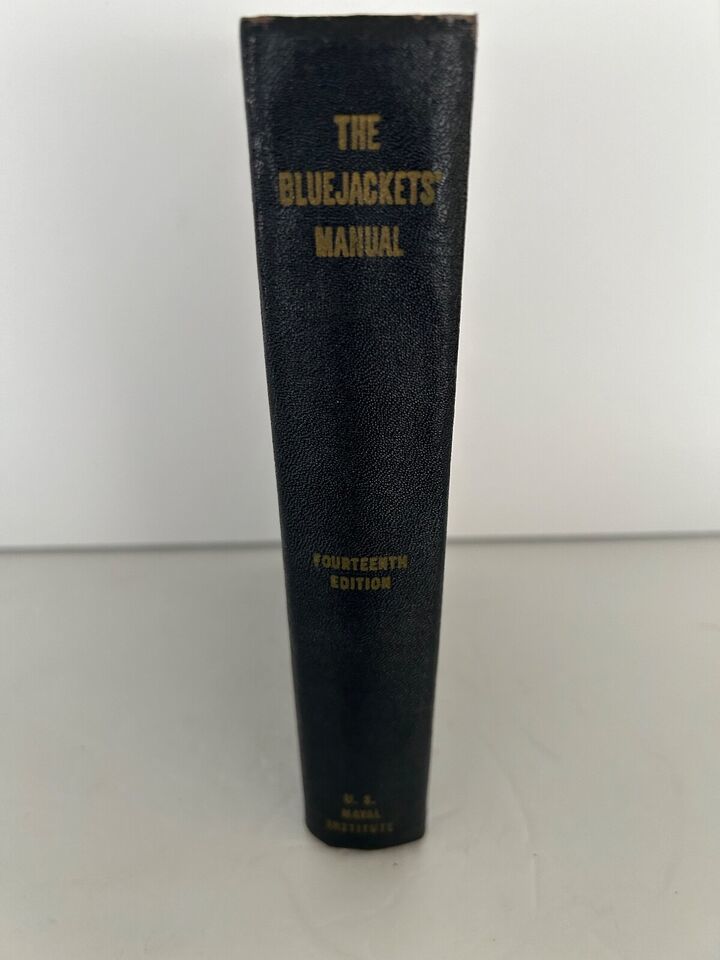 THE
BLUEJACKETS'
MANUAL
FOURTEENTH
EDITION
U. S.
NAVAL
INSTITUTE